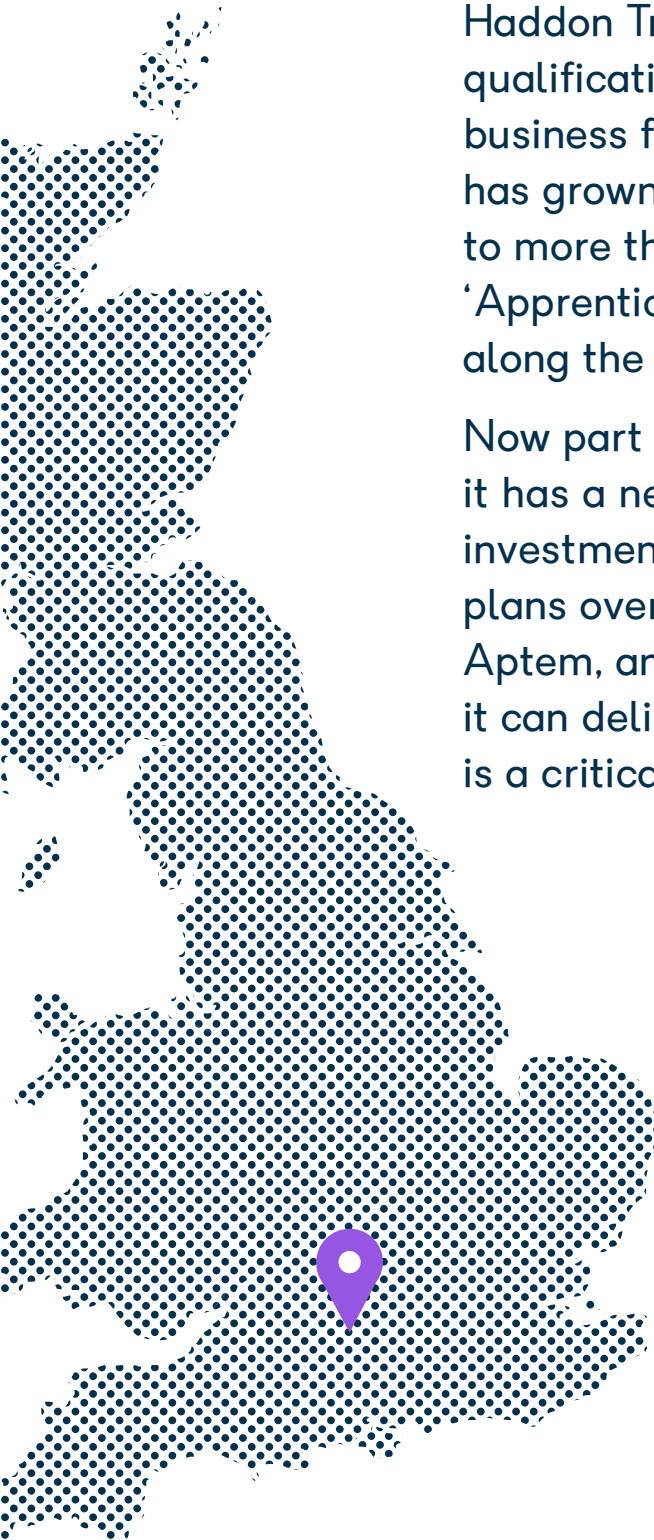 Haddon Tr
qualificati
business f
has grown
to more th
‘Apprentic
along the
Now part
it has a ne
investmen
plans over
Aptem, an
it can deli
is a critica